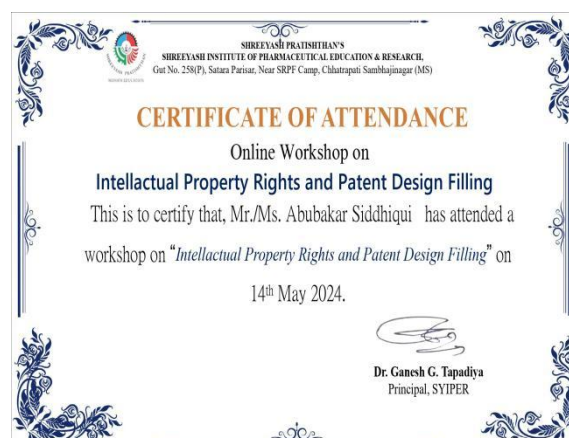 SHREEYASH PRATISHTHAN'S
SHREEYASH INSTITUTE OF PHARMACEUTICAL EDUCATION & RESEARCH,
Gut No. 258(P), Satara Parisar, Near SRPF Camp, Chhatrapati Sambhajinagar (MS)
CERTIFICATE OF ATTENDANCE
Online Workshop on
Intellactual Property Rights and Patent Design Filling
This is to certify that, Mr./Ms. Abubakar Siddhiqui has attended a
workshop on "Intellactual Property Rights and Patent Design Filling" on
14th May 2024.
Dr. Ganesh G. Tapadiya
Principal, SYIPER